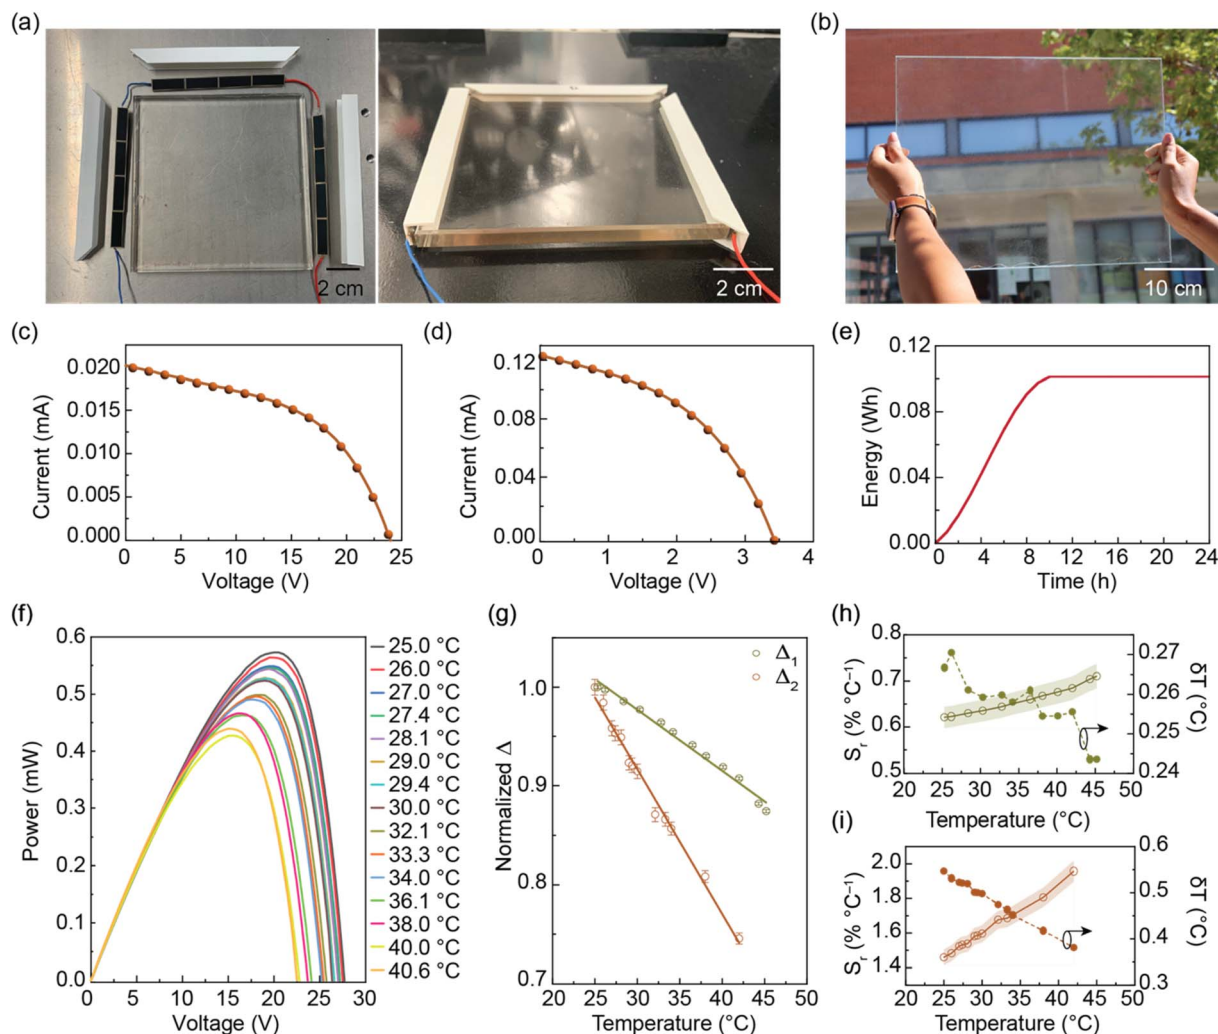 (a)
2 cm
2 cm
(b)
10 cm
(c)
0.020
0.015
0.010
0.005
0.000
Current (mA)
0 5 10 15 20 25
Voltage (V)
(d)
0.12
0.08
0.04
0.00
Current (mA)
0 1 2 3 4
Voltage (V)
(e)
0.12
0.08
0.04
0.00
Energy (Wh)
0 4 8 12 16 20 24
Time (h)
(f)
0.6
0.5
0.4
0.3
0.2
0.1
0.0
Power (mW)
0 5 10 15 20 25 30
Voltage (V)
25.0 °C
26.0 °C
27.0 °C
27.4 °C
28.1 °C
29.0 °C
29.4 °C
30.0 °C
32.1 °C
33.3 °C
34.0 °C
36.1 °C
38.0 °C
40.0 °C
40.6 °C
(g)
1.0
0.9
0.8
0.7
Normalized Δ
Δ₁
Δ₂
20 25 30 35 40 45 50
Temperature (°C)
(h)
0.8
0.7
0.6
0.5
Sᵣ (% °C⁻¹)
0.27
0.26
0.25
0.24
δT (°C)
20 25 30 35 40 45 50
Temperature (°C)
(i)
2.0
1.8
1.6
1.4
Sᵣ (% °C⁻¹)
0.6
0.5
0.4
0.3
δT (°C)
20 25 30 35 40 45 50
Temperature (°C)